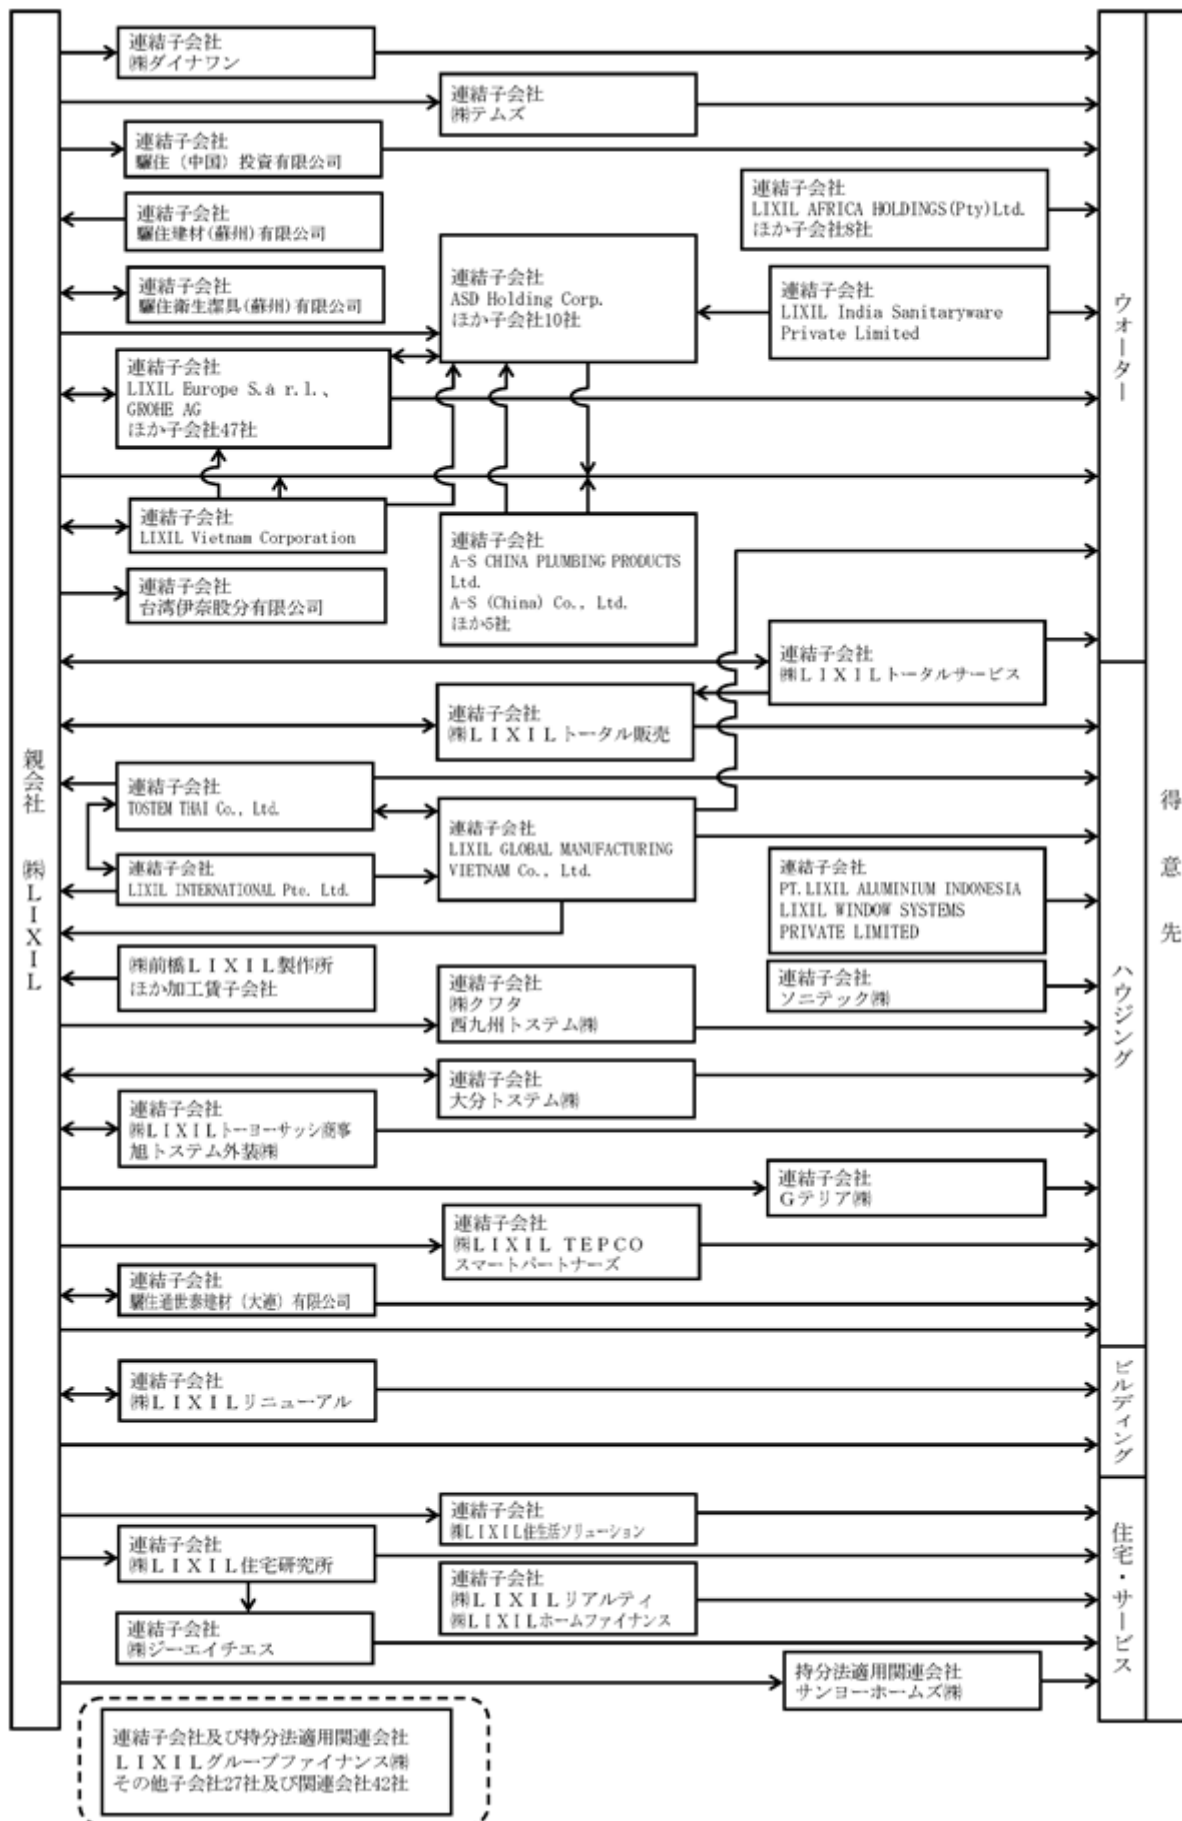 連結子会社
㈱ダイナワン
連結子会社
㈱テムズ
連結子会社
驪住（中国）投資有限公司
連結子会社
LIXIL AFRICA HOLDINGS(Pty)Ltd.
ほか子会社8社
連結子会社
驪住建材(蘇州)有限公司
連結子会社
ASD Holding Corp.
ほか子会社10社
連結子会社
驪住衛生潔具(蘇州)有限公司
連結子会社
LIXIL India Sanitaryware
Private Limited
連結子会社
LIXIL Europe S.à r.l.、
GROHE AG
ほか子会社47社
連結子会社
LIXIL Vietnam Corporation
連結子会社
A-S CHINA PLUMBING PRODUCTS
Ltd.
A-S (China) Co., Ltd.
ほか5社
連結子会社
台湾伊奈股分有限公司
連結子会社
㈱ＬＩＸＩＬトータルサービス
連結子会社
㈱ＬＩＸＩＬトータル販売
連結子会社
TOSTEM THAI Co., Ltd.
連結子会社
LIXIL GLOBAL MANUFACTURING
VIETNAM Co., Ltd.
連結子会社
LIXIL INTERNATIONAL Pte. Ltd.
連結子会社
PT.LIXIL ALUMINIUM INDONESIA
LIXIL WINDOW SYSTEMS
PRIVATE LIMITED
㈱前橋ＬＩＸＩＬ製作所
ほか加工賃子会社
連結子会社
ソニテック㈱
連結子会社
㈱クワタ
西九州トステム㈱
連結子会社
大分トステム㈱
連結子会社
㈱ＬＩＸＩＬトーヨーサッシ商事
旭トステム外装㈱
連結子会社
Ｇテリア㈱
連結子会社
㈱ＬＩＸＩＬ ＴＥＰＣＯ
スマートパートナーズ
連結子会社
驪住通世泰建材（大連）有限公司
連結子会社
㈱ＬＩＸＩＬリニューアル
連結子会社
㈱ＬＩＸＩＬ住生活ソリューション
連結子会社
㈱ＬＩＸＩＬ住宅研究所
連結子会社
㈱ＬＩＸＩＬリアルティ
㈱ＬＩＸＩＬホームファイナンス
連結子会社
㈱ジーエイチエス
持分法適用関連会社
サンヨーホームズ㈱
連結子会社及び持分法適用関連会社
ＬＩＸＩＬグループファイナンス㈱
その他子会社27社及び関連会社42社
親会社 ㈱ＬＩＸＩＬ
ウオーター
ハウジング
ビルディング
住宅・サービス
得意先